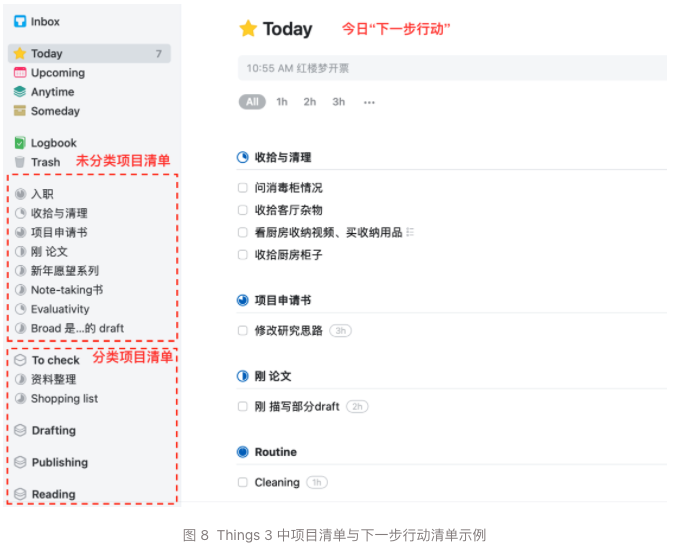 Inbox
Today 7
Upcoming
Anytime
Someday
Logbook
Trash
未分类项目清单
入职
收拾与清理
项目申请书
刚 论文
新年愿望系列
Note-taking书
Evaluativity
Broad 是...的 draft
To check
分类项目清单
资料整理
Shopping list
Drafting
Publishing
Reading
Today
今日“下一步行动”
10:55 AM 红楼梦开票
All 1h 2h 3h •••
收拾与清理
问消毒柜情况
收拾客厅杂物
看厨房收纳视频、买收纳用品
收拾厨房柜子
项目申请书
修改研究思路 3h
刚 论文
刚 描写部分draft 2h
Routine
Cleaning 1h
图 8 Things 3 中项目清单与下一步行动清单示例